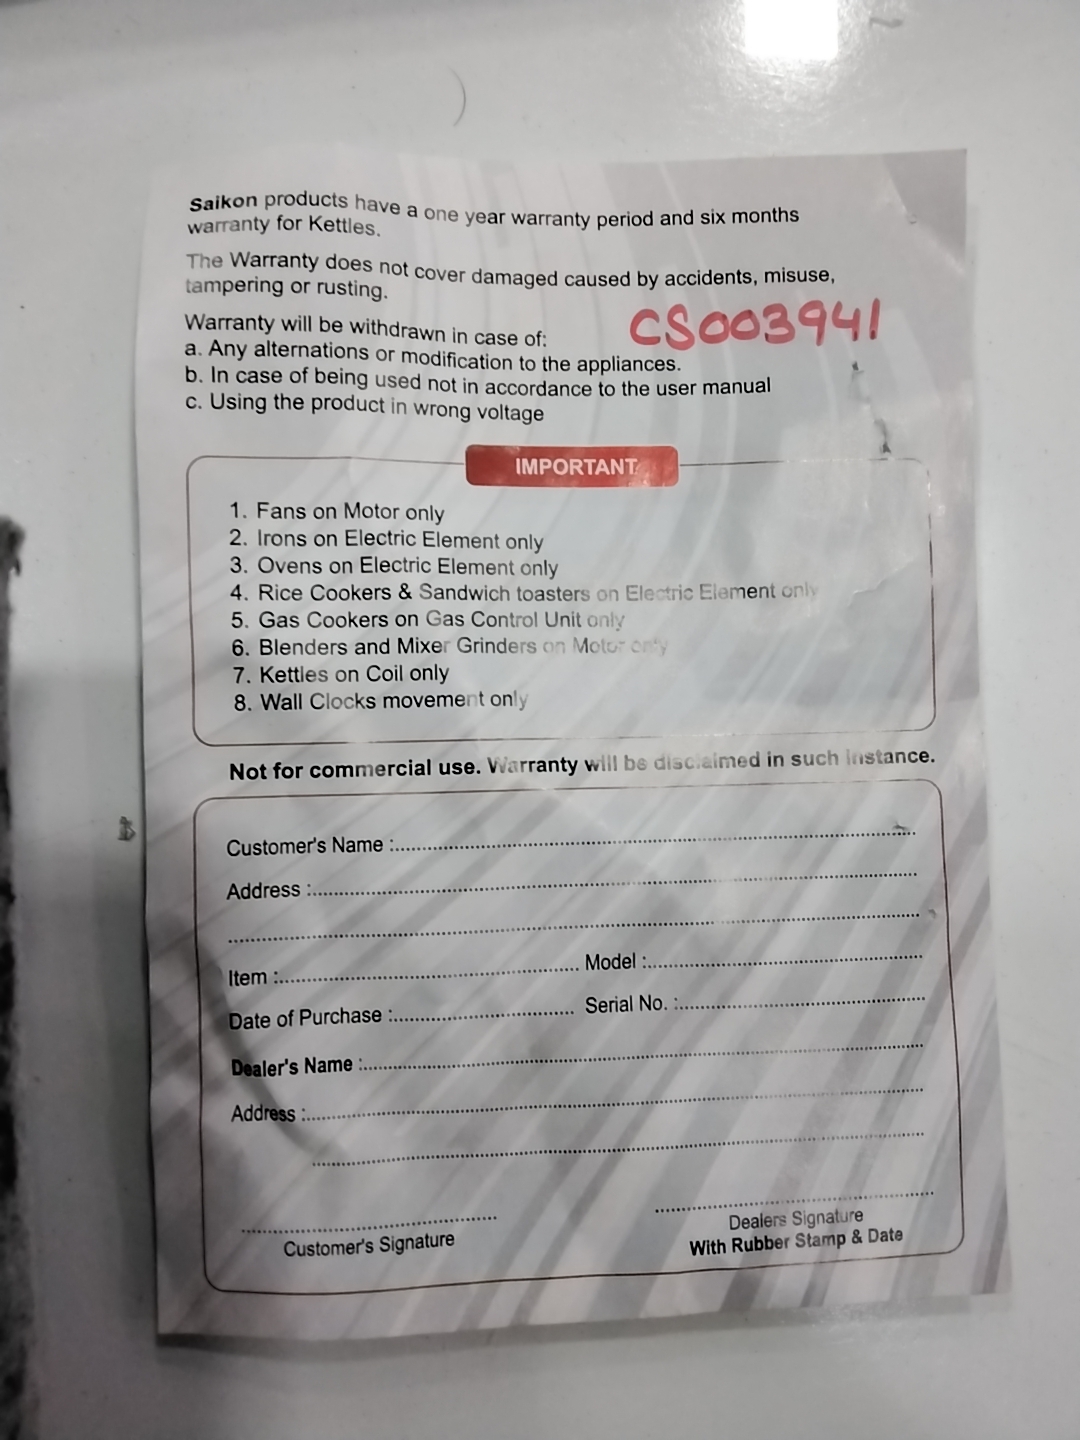 Saikon products have a one year warranty period and six months
warranty for Kettles.
The Warranty does not cover damaged caused by accidents, misuse,
tampering or rusting.
Warranty will be withdrawn in case of:
CS003941
a. Any alternations or modification to the appliances.
b. In case of being used not in accordance to the user manual
c. Using the product in wrong voltage
IMPORTANT
1. Fans on Motor only
2. Irons on Electric Element only
3. Ovens on Electric Element only
4. Rice Cookers & Sandwich toasters on Electric Element only
5. Gas Cookers on Gas Control Unit only
6. Blenders and Mixer Grinders on Motor only
7. Kettles on Coil only
8. Wall Clocks movement only
Not for commercial use. Warranty will be disclaimed in such instance.
Customer's Name :
Address :
Item : Model :
Date of Purchase : Serial No. :
Dealer's Name :
Address :
Customer's Signature
Dealers Signature
With Rubber Stamp & Date